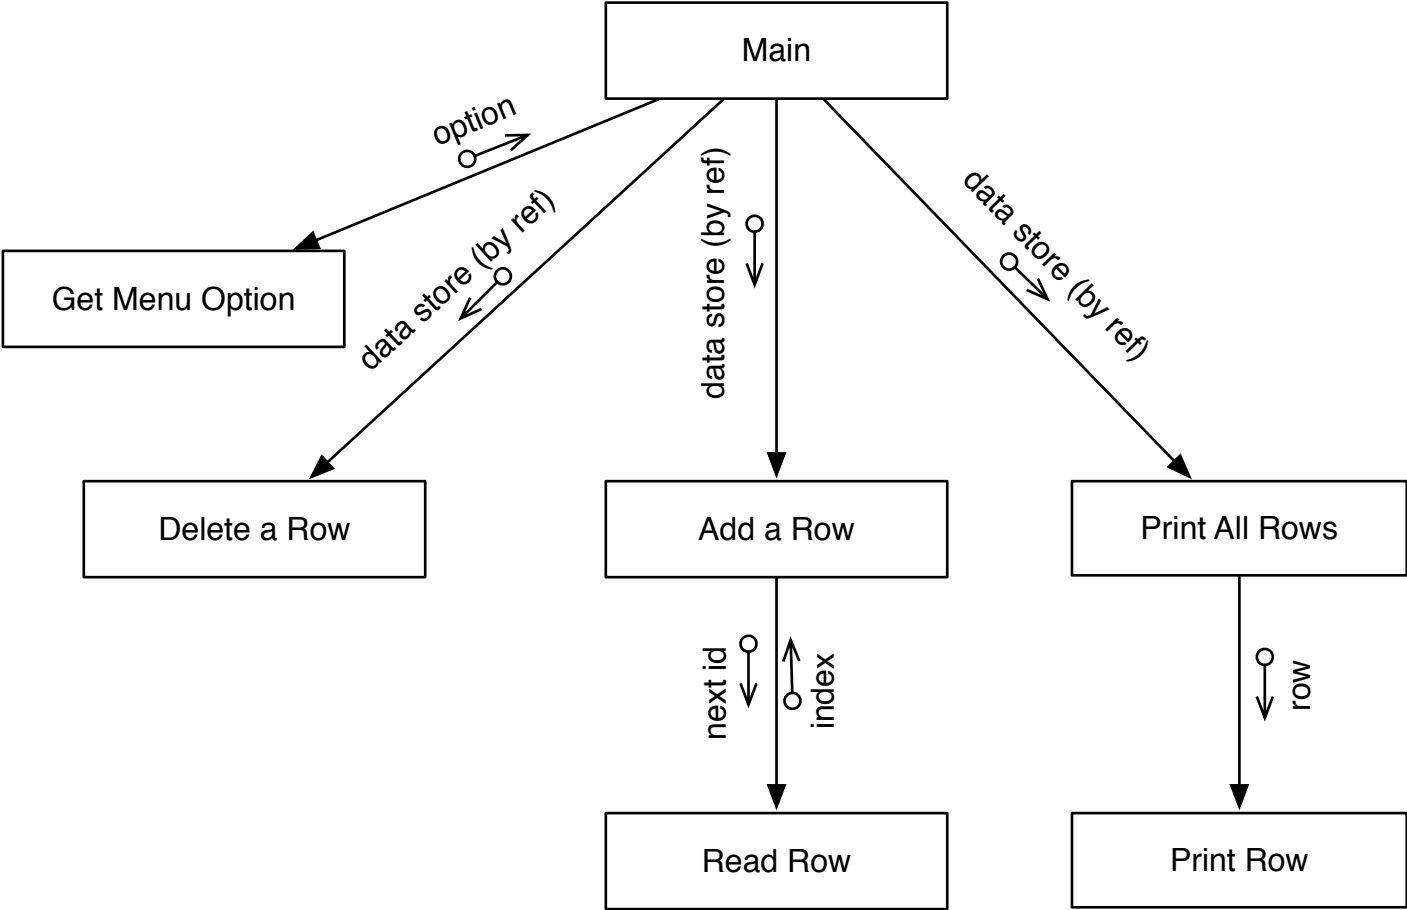 Main
option
data store (by ref)
data store (by ref)
data store (by ref)
Get Menu Option
Delete a Row
Add a Row
Print All Rows
next id
index
row
Read Row
Print Row